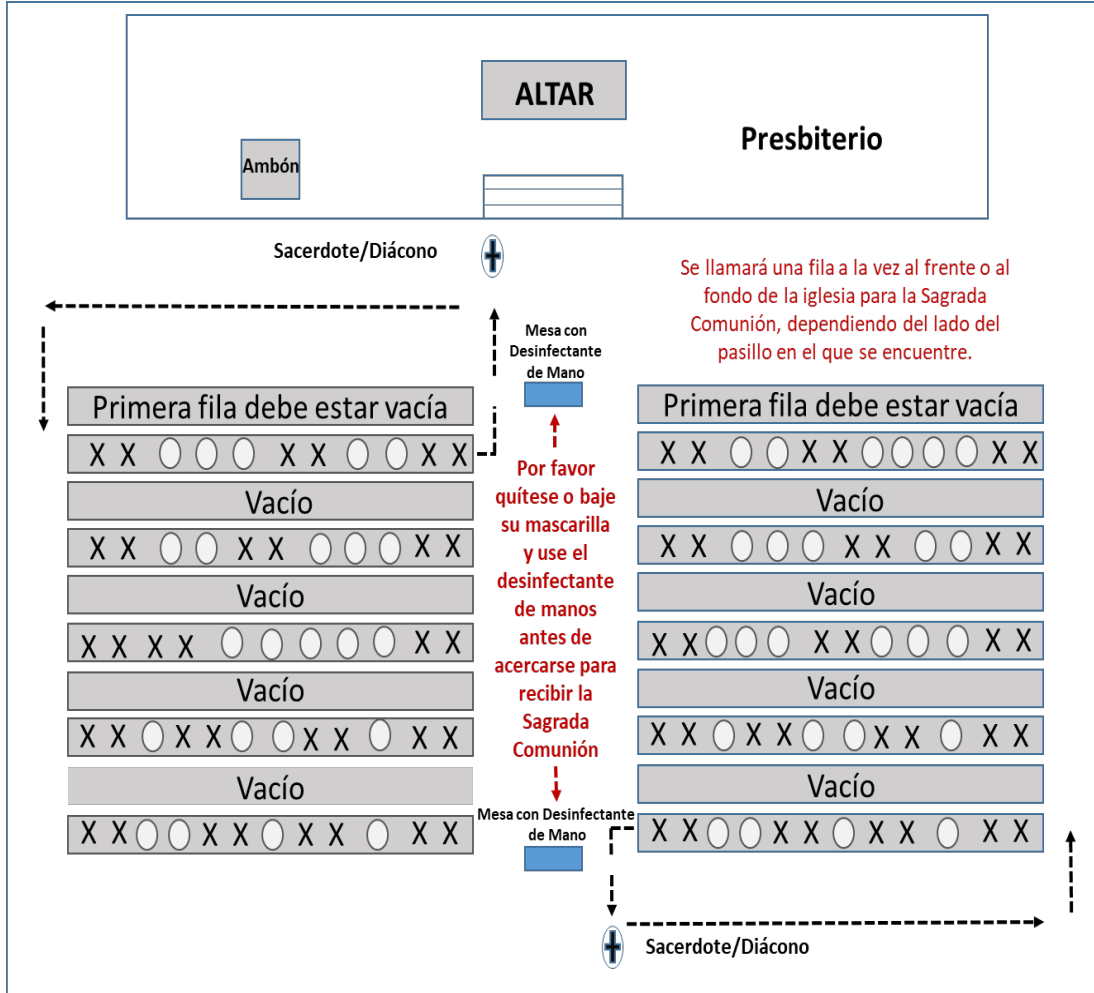 ALTAR
Presbiterio
Ambón
Sacerdote/Diácono
Se llamará una fila a la vez al frente o al
fondo de la iglesia para la Sagrada
Comunión, dependiendo del lado del
pasillo en el que se encuentre.
Mesa con
Desinfectante
de Mano
Primera fila debe estar vacía
X X X X X X
Vacío
X X X X X X
Vacío
X X X X X X
Vacío
X X X X X X X X
Vacío
X X X X X X X X
Por favor
quítese o baje
su mascarilla
y use el
desinfectante
de manos
antes de
acercarse para
recibir la
Sagrada
Comunión
Mesa con Desinfectante
de Mano
Primera fila debe estar vacía
X X X X X X
Vacío
X X X X X X
Vacío
X X X X X X
Vacío
X X X X X X X X
Vacío
X X X X X X X X
Sacerdote/Diácono